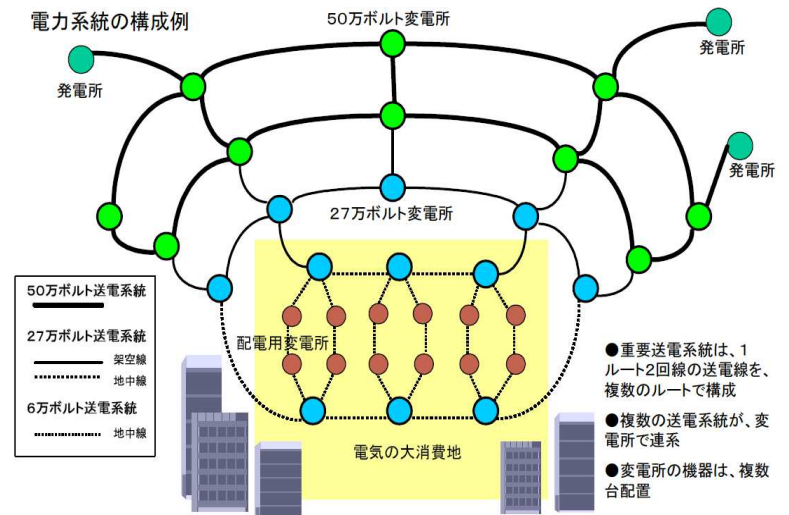 電力系統の構成例
50万ボルト変電所
発電所
発電所
発電所
27万ボルト変電所
50万ボルト送電系統
27万ボルト送電系統
架空線
地中線
6万ボルト送電系統
地中線
配電用変電所
電気の大消費地
●重要送電系統は、1
ルート2回線の送電線を、
複数のルートで構成
●複数の送電系統が、変
電所で連系
●変電所の機器は、複数
台配置